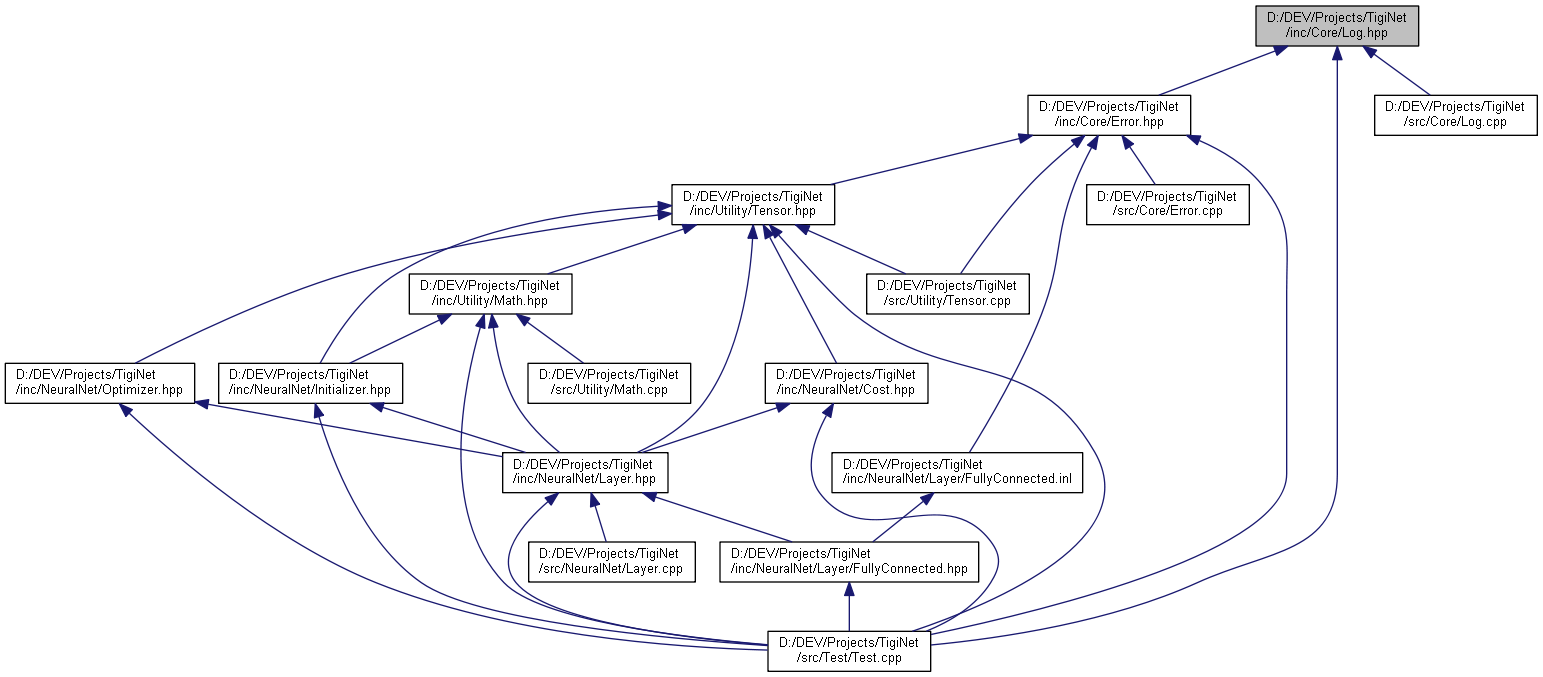 D:/DEV/Projects/TigiNet
/inc/Core/Log.hpp
D:/DEV/Projects/TigiNet
/inc/Core/Error.hpp
D:/DEV/Projects/TigiNet
/src/Core/Log.cpp
D:/DEV/Projects/TigiNet
/inc/Utility/Tensor.hpp
D:/DEV/Projects/TigiNet
/src/Core/Error.cpp
D:/DEV/Projects/TigiNet
/inc/Utility/Math.hpp
D:/DEV/Projects/TigiNet
/src/Utility/Tensor.cpp
D:/DEV/Projects/TigiNet
/inc/NeuralNet/Optimizer.hpp
D:/DEV/Projects/TigiNet
/inc/NeuralNet/Initializer.hpp
D:/DEV/Projects/TigiNet
/src/Utility/Math.cpp
D:/DEV/Projects/TigiNet
/inc/NeuralNet/Cost.hpp
D:/DEV/Projects/TigiNet
/inc/NeuralNet/Layer.hpp
D:/DEV/Projects/TigiNet
/inc/NeuralNet/Layer/FullyConnected.inl
D:/DEV/Projects/TigiNet
/src/NeuralNet/Layer.cpp
D:/DEV/Projects/TigiNet
/inc/NeuralNet/Layer/FullyConnected.hpp
D:/DEV/Projects/TigiNet
/src/Test/Test.cpp